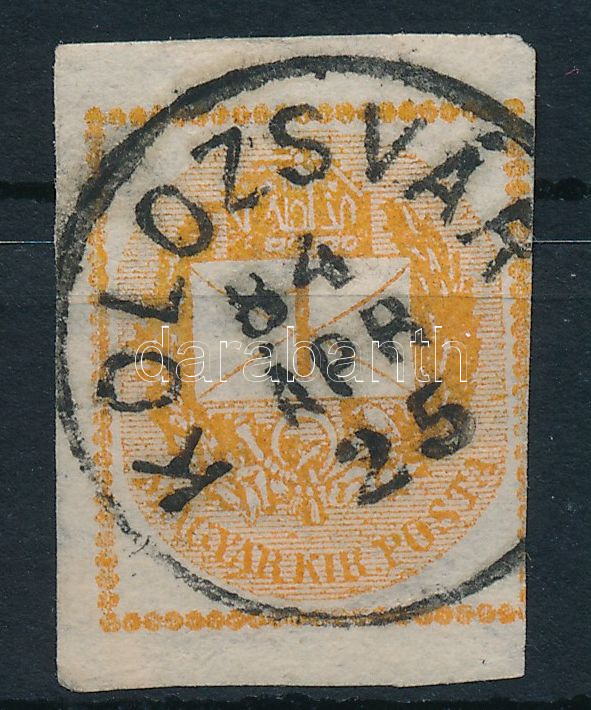 KOLOZSVÁR
84
APR
25
MAGYAR KIR. POSTA
darabanth